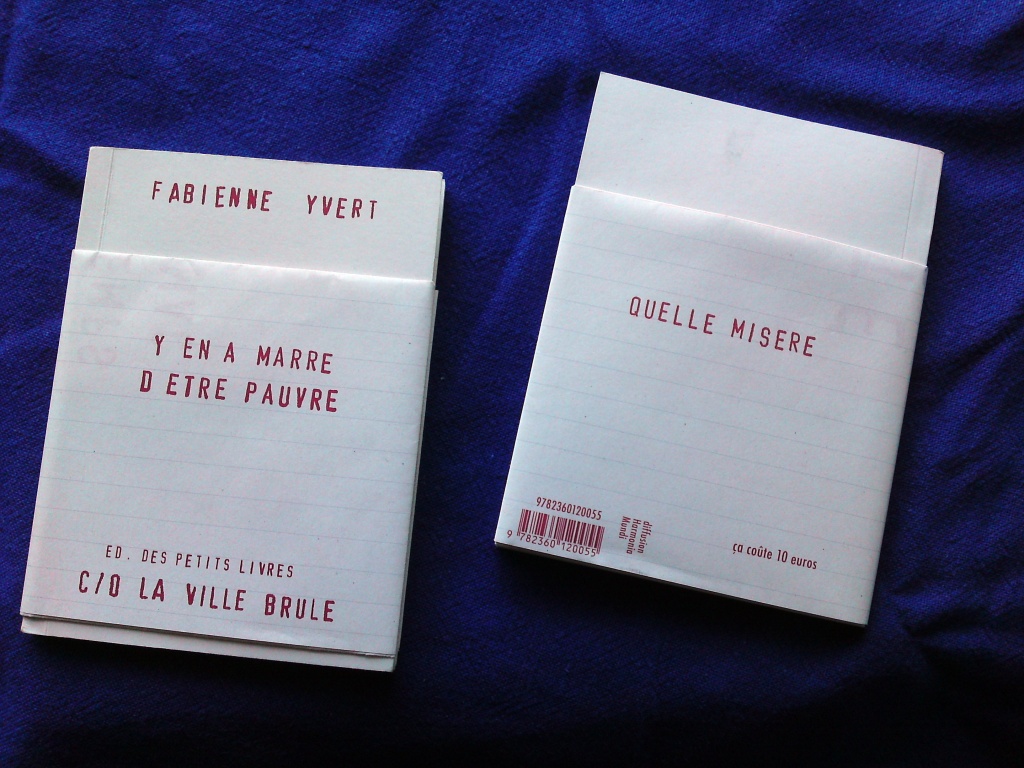 FABIENNE YVERT
Y EN A MARRE
D ETRE PAUVRE
ED. DES PETITS LIVRES
C/O LA VILLE BRULE
QUELLE MISERE
9782360120055
9 782360 120055
diffusion
Harmonia
Mundi
ça coûte 10 euros